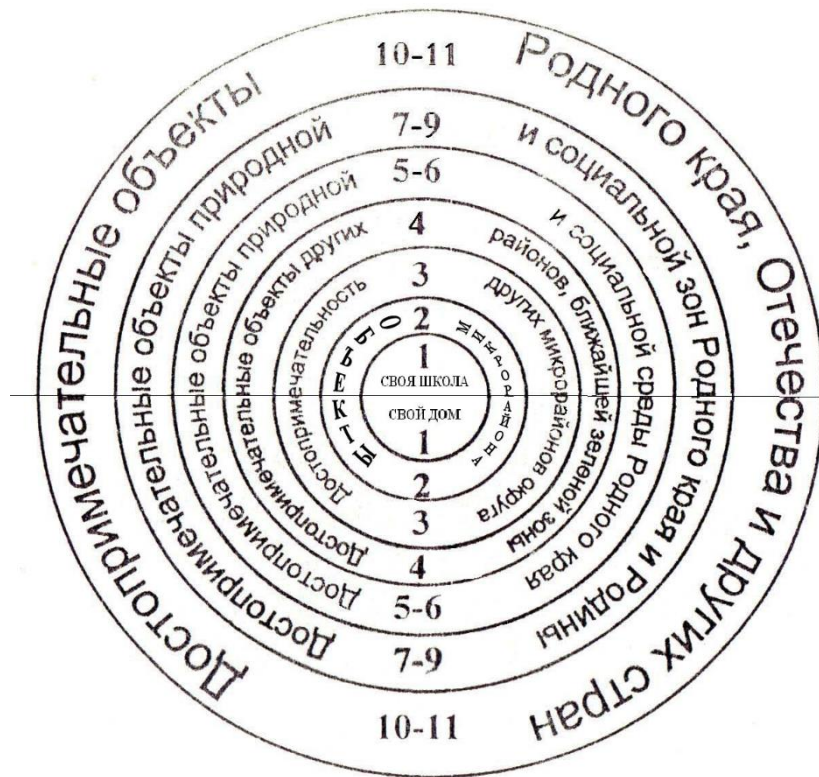 10-11
Достопримечательные объекты
Родного края, Отечества и других стран
7-9
Достопримечательные объекты природной
и социальной зон Родного края и Родины
5-6
Достопримечательные объекты природной
и социальной среды Родного края
4
Достопримечательные объекты других
районов, ближайшей зеленой зоны
3
Достопримечательность
других микрорайонов округа
2
ОБЪЕКТЫ
МИКРОРАЙОНА
1
СВОЯ ШКОЛА
СВОЙ ДОМ
1
2
3
4
5-6
7-9
10-11